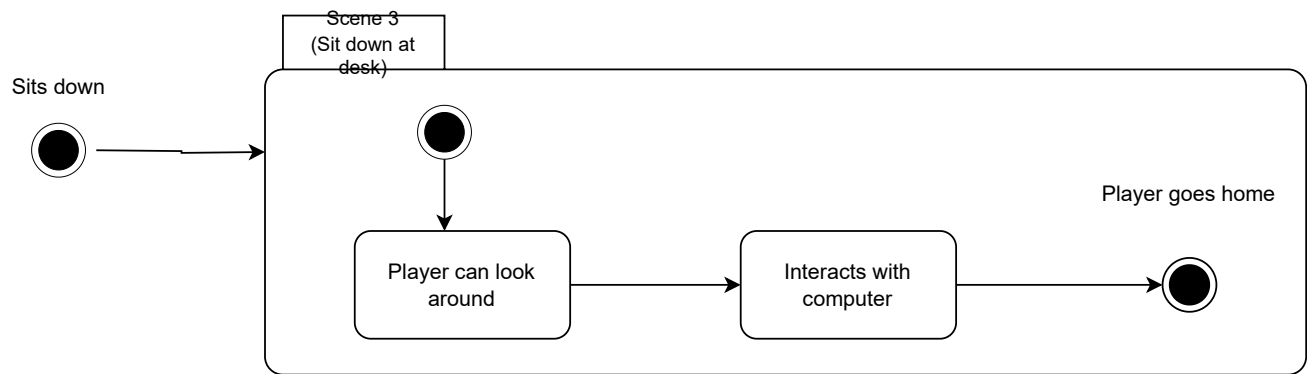 Scene 3
(Sit down at
desk)
Sits down
Player goes home
Player can look
around
Interacts with
computer